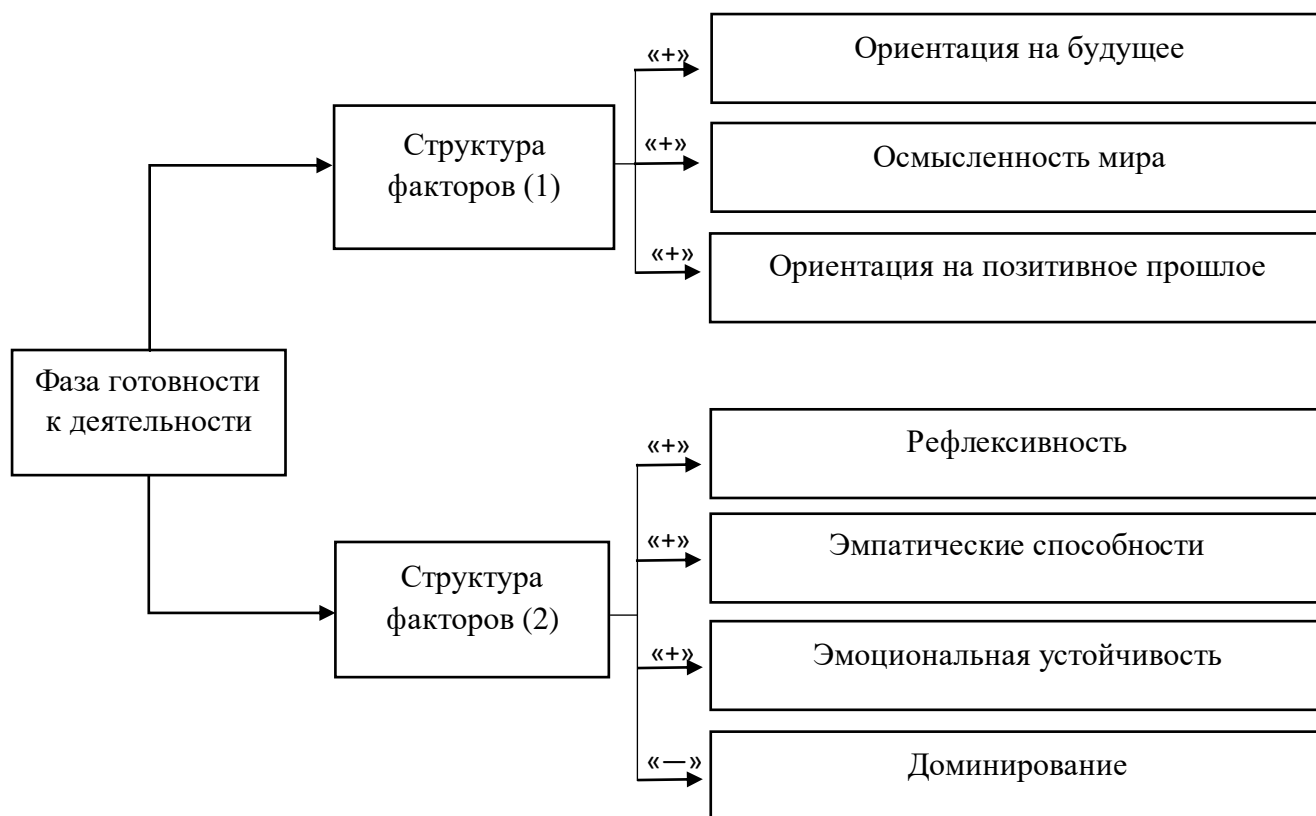 Фаза готовности
к деятельности
Структура
факторов (1)
«+»
Ориентация на будущее
«+»
Осмысленность мира
«+»
Ориентация на позитивное прошлое
Структура
факторов (2)
«+»
Рефлексивность
«+»
Эмпатические способности
«+»
Эмоциональная устойчивость
«—»
Доминирование